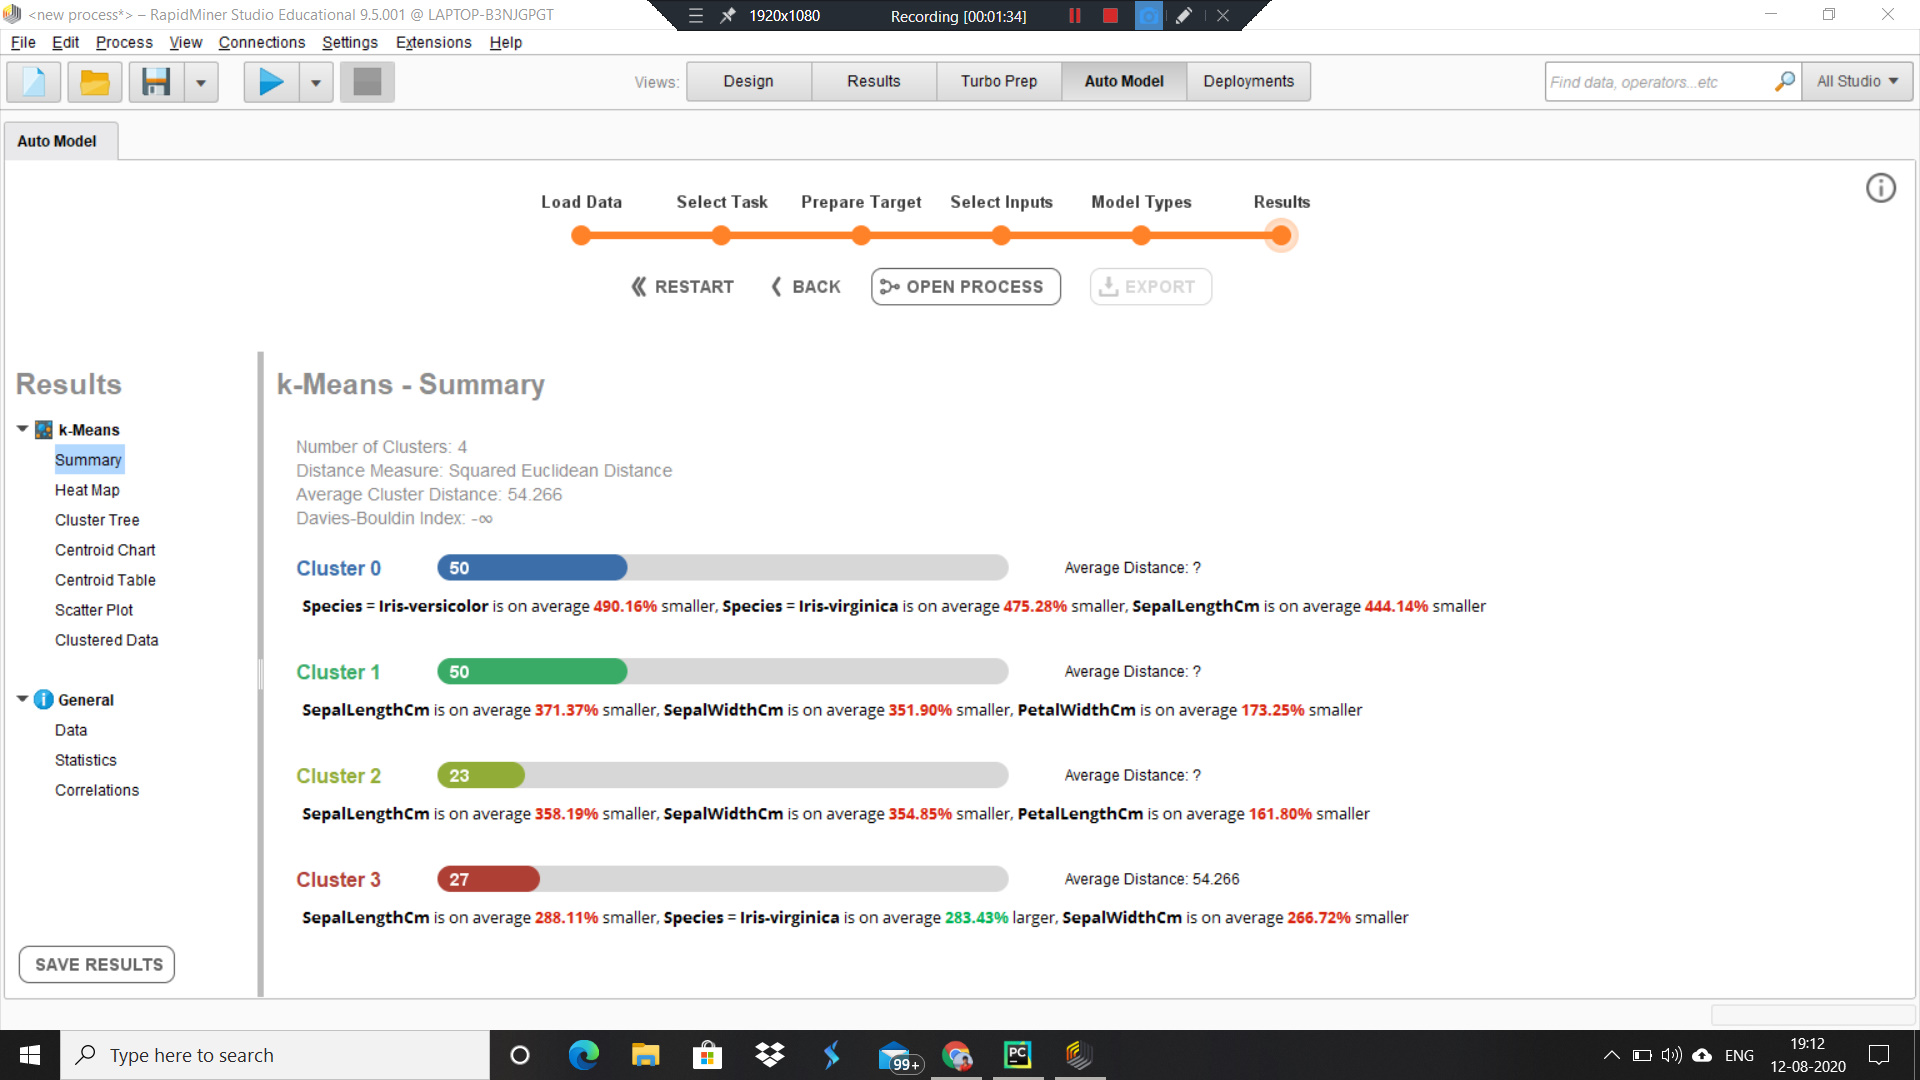 <new process*> – RapidMiner Studio Educational 9.5.001 @ LAPTOP-B3NJGPGT
1920x1080 Recording [00:01:34]
File Edit Process View Connections Settings Extensions Help
Views: Design Results Turbo Prep Auto Model Deployments Find data, operators...etc All Studio
Auto Model
Load Data Select Task Prepare Target Select Inputs Model Types Results
RESTART BACK OPEN PROCESS EXPORT
Results
k-Means
Summary
Heat Map
Cluster Tree
Centroid Chart
Centroid Table
Scatter Plot
Clustered Data
General
Data
Statistics
Correlations
SAVE RESULTS
k-Means - Summary
Number of Clusters: 4
Distance Measure: Squared Euclidean Distance
Average Cluster Distance: 54.266
Davies-Bouldin Index: -∞
Cluster 0 50 Average Distance: ?
Species = Iris-versicolor is on average 490.16% smaller, Species = Iris-virginica is on average 475.28% smaller, SepalLengthCm is on average 444.14% smaller
Cluster 1 50 Average Distance: ?
SepalLengthCm is on average 371.37% smaller, SepalWidthCm is on average 351.90% smaller, PetalWidthCm is on average 173.25% smaller
Cluster 2 23 Average Distance: ?
SepalLengthCm is on average 358.19% smaller, SepalWidthCm is on average 354.85% smaller, PetalLengthCm is on average 161.80% smaller
Cluster 3 27 Average Distance: 54.266
SepalLengthCm is on average 288.11% smaller, Species = Iris-virginica is on average 283.43% larger, SepalWidthCm is on average 266.72% smaller
Type here to search
99+
PC
ENG
19:12
12-08-2020